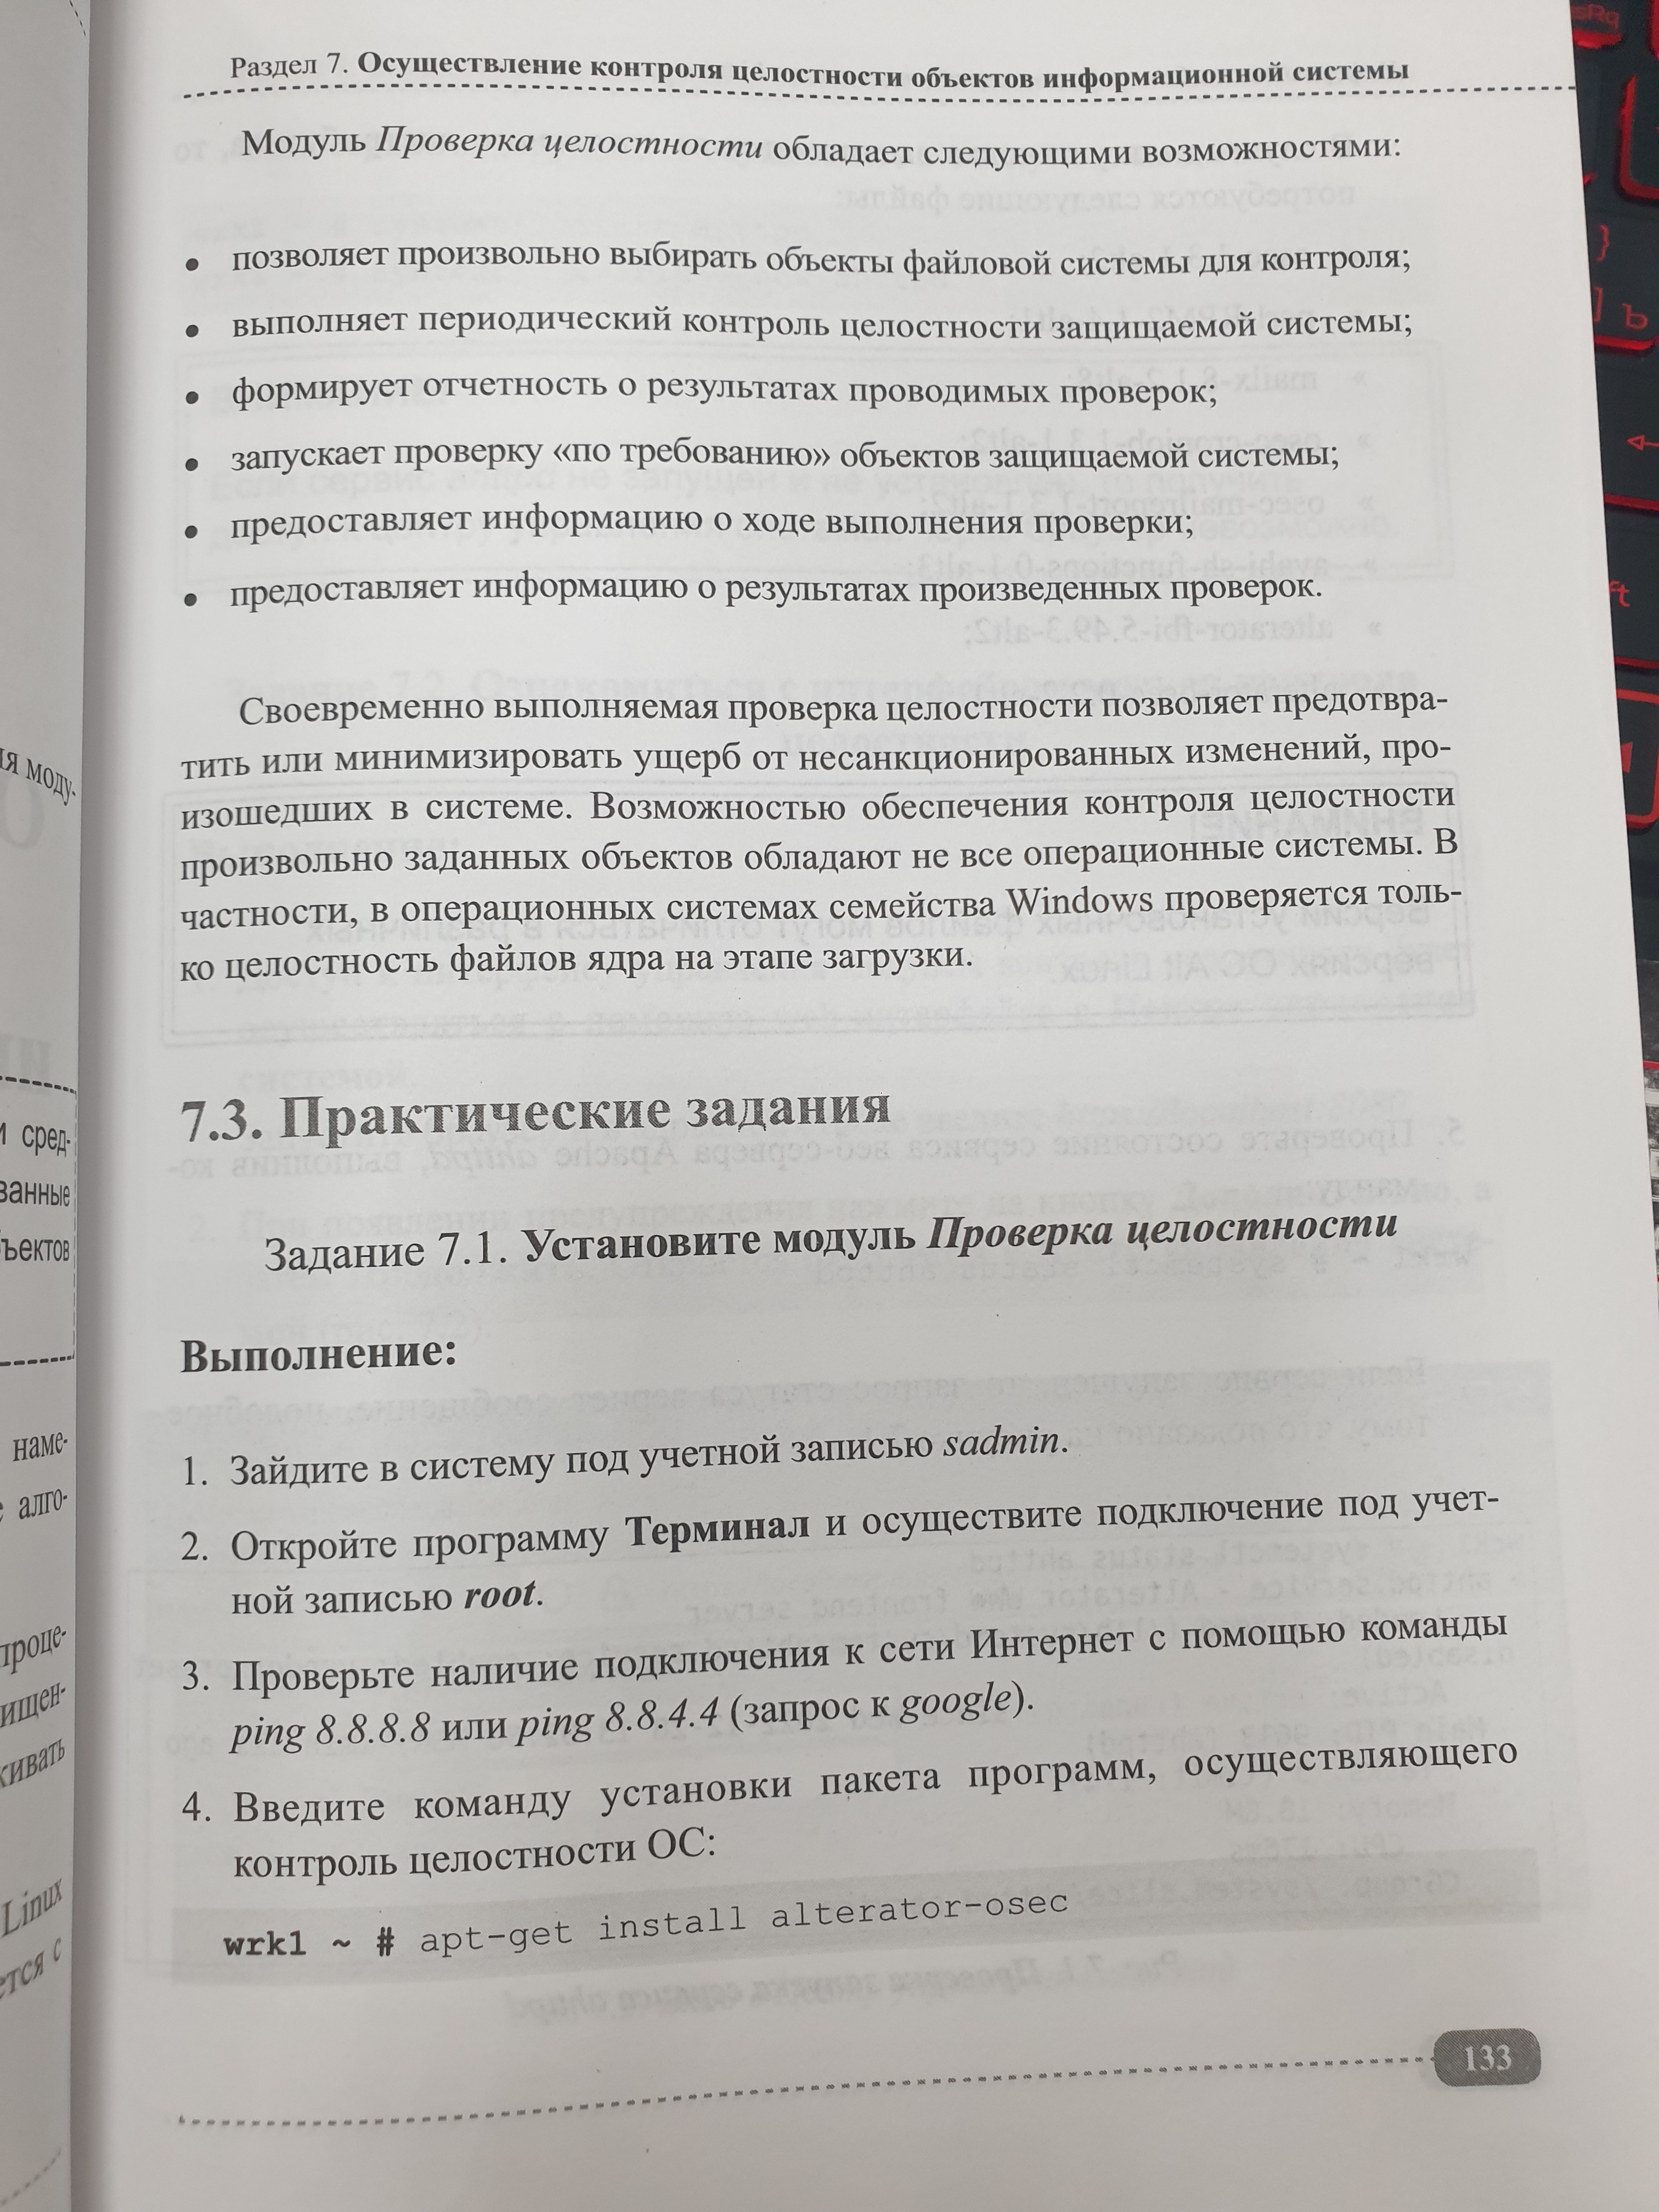 Раздел 7. Осуществление контроля целостности объектов информационной системы
Модуль Проверка целостности обладает следующими возможностями:
• позволяет произвольно выбирать объекты файловой системы для контроля;
• выполняет периодический контроль целостности защищаемой системы;
• формирует отчетность о результатах проводимых проверок;
• запускает проверку «по требованию» объектов защищаемой системы;
• предоставляет информацию о ходе выполнения проверки;
• предоставляет информацию о результатах произведенных проверок.
Своевременно выполняемая проверка целостности позволяет предотвра-
тить или минимизировать ущерб от несанкционированных изменений, про-
изошедших в системе. Возможностью обеспечения контроля целостности
произвольно заданных объектов обладают не все операционные системы. В
частности, в операционных системах семейства Windows проверяется толь-
ко целостность файлов ядра на этапе загрузки.
7.3. Практические задания
Задание 7.1. Установите модуль Проверка целостности
Выполнение:
1. Зайдите в систему под учетной записью sadmin.
2. Откройте программу Терминал и осуществите подключение под учет-
ной записью root.
3. Проверьте наличие подключения к сети Интернет с помощью команды
ping 8.8.8.8 или ping 8.8.4.4 (запрос к google).
4. Введите команду установки пакета программ, осуществляющего
контроль целостности ОС:
wrk1 ~ # apt-get install alterator-osec
133